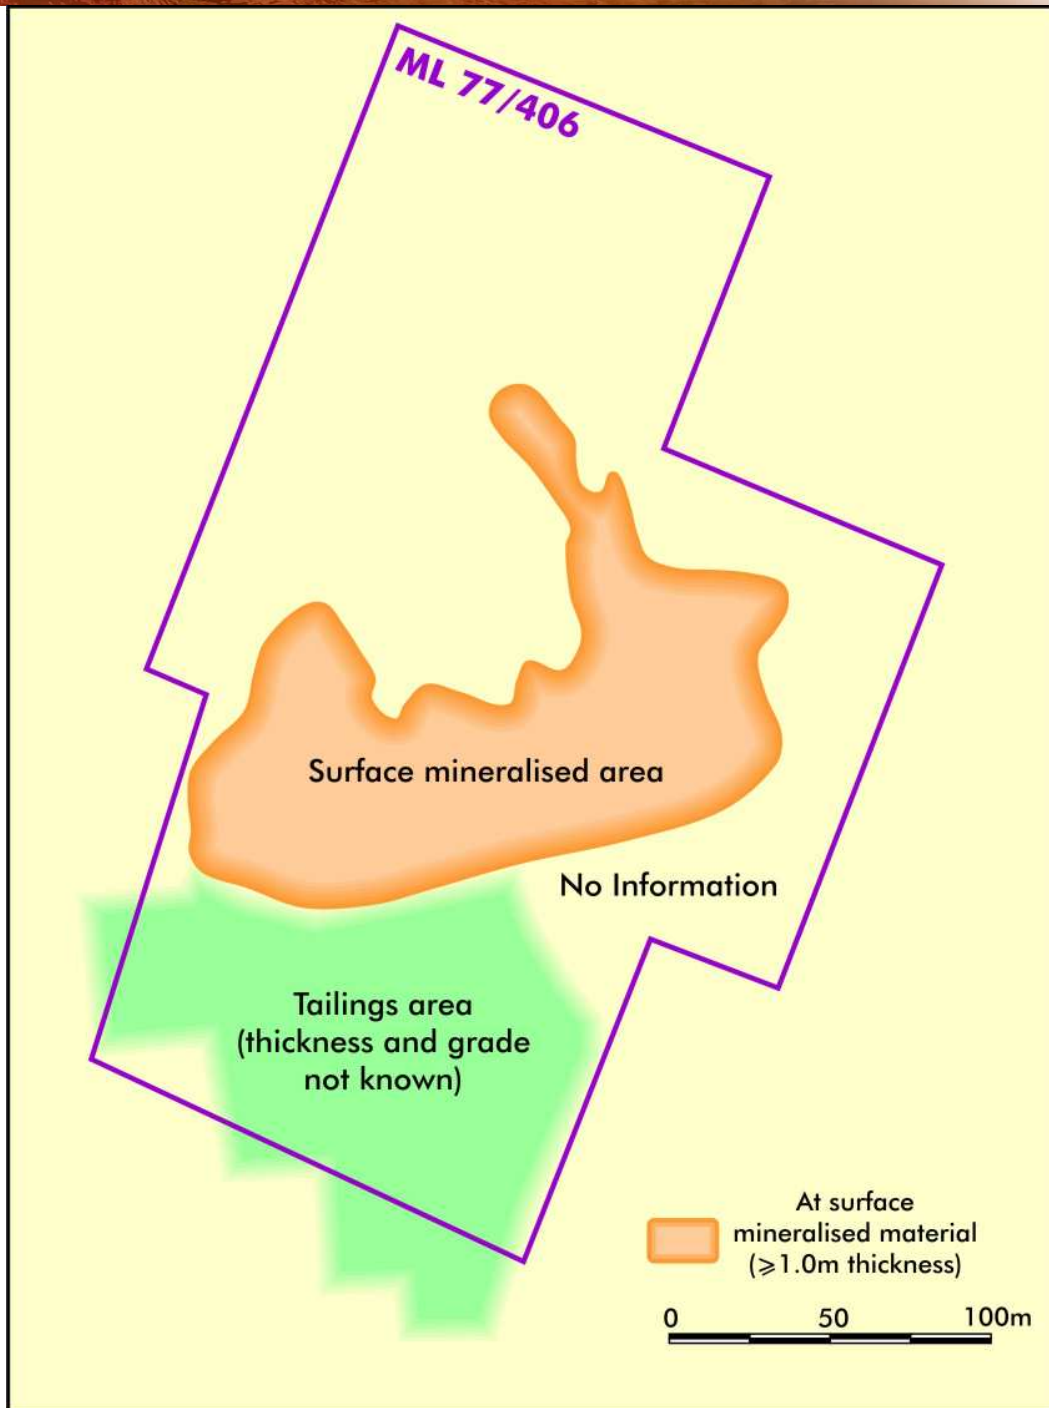 ML 77/406
Surface mineralised area
No Information
Tailings area
(thickness and grade
not known)
At surface
mineralised material
(⩾1.0m thickness)
0 50 100m